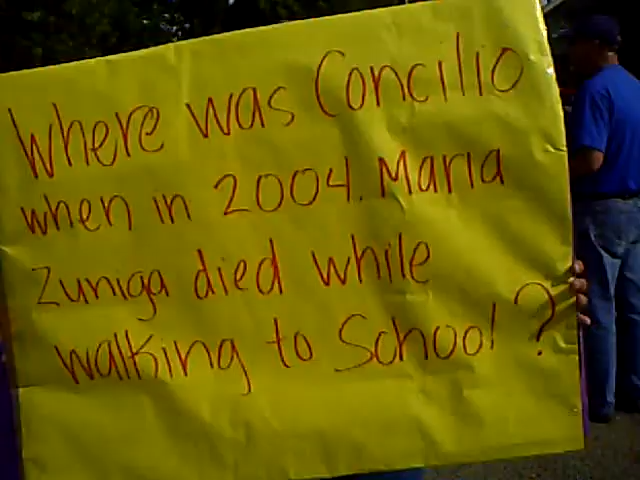 Where was Concilio
when in 2004. Maria
Zuniga died while
walking to School?